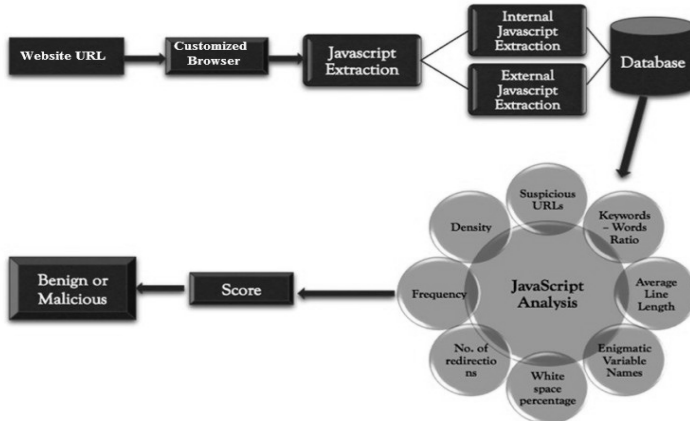 Website URL
Customized
Browser
Javascript
Extraction
Internal
Javascript
Extraction
External
Javascript
Extraction
Database
Suspicious
URLs
Keywords
– Words
Ratio
Average
Line
Length
Enigmatic
Variable
Names
White
space
percentage
No. of
redirectio
ns
Frequency
Density
JavaScript
Analysis
Score
Benign or
Malicious